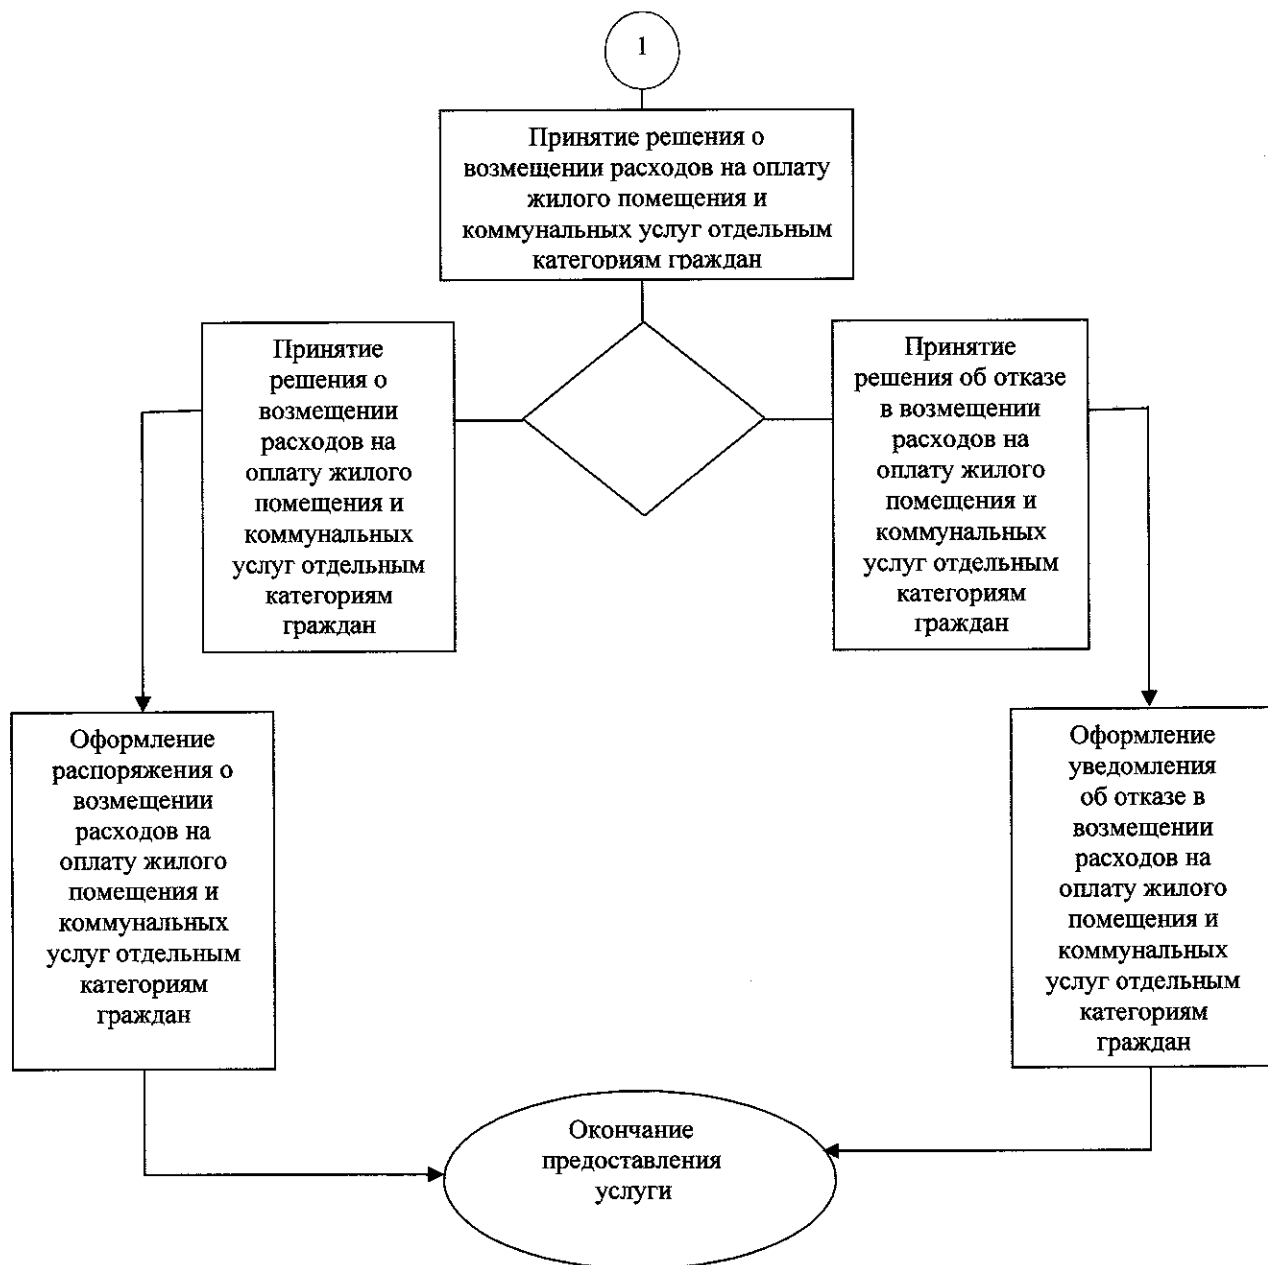 1
Принятие решения о
возмещении расходов на оплату
жилого помещения и
коммунальных услуг отдельным
категориям граждан
Принятие
решения о
возмещении
расходов на
оплату жилого
помещения и
коммунальных
услуг отдельным
категориям
граждан
Принятие
решения об отказе
в возмещении
расходов на
оплату жилого
помещения и
коммунальных
услуг отдельным
категориям
граждан
Оформление
распоряжения о
возмещении
расходов на
оплату жилого
помещения и
коммунальных
услуг отдельным
категориям
граждан
Оформление
уведомления
об отказе в
возмещении
расходов на
оплату жилого
помещения и
коммунальных
услуг отдельным
категориям
граждан
Окончание
предоставления
услуги